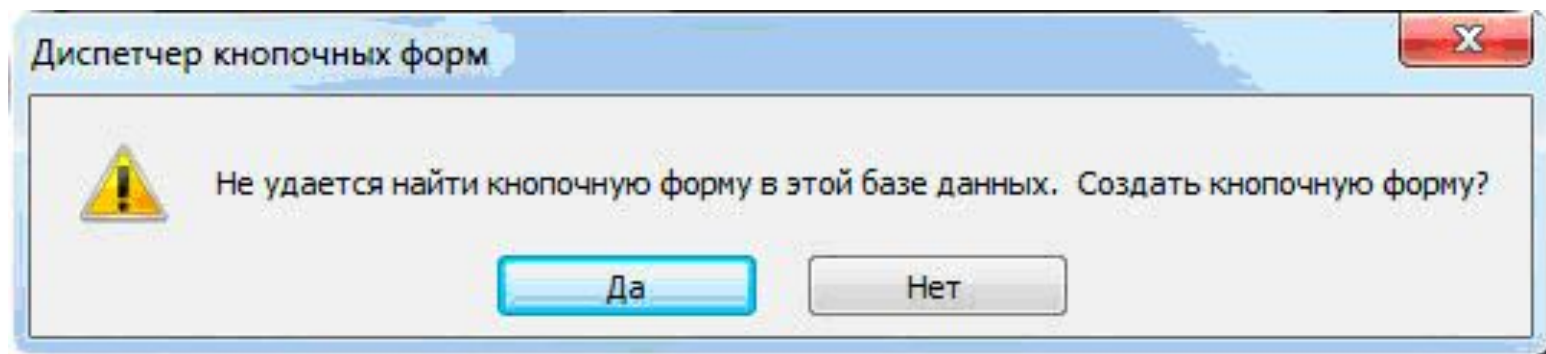 Диспетчер кнопочных форм
Не удается найти кнопочную форму в этой базе данных. Создать кнопочную форму?
Да
Нет